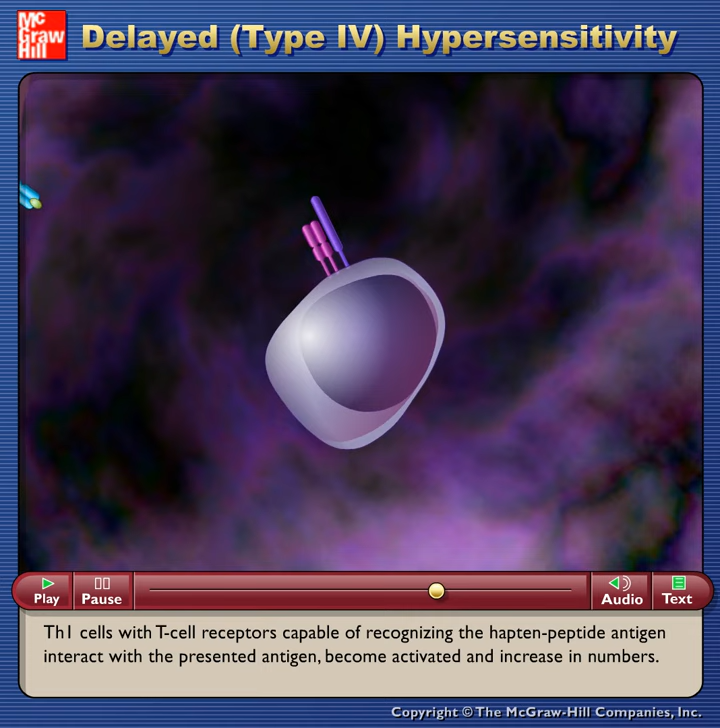 Mc
Graw
Hill
Delayed (Type IV) Hypersensitivity
Play
Pause
Audio
Text
Th1 cells with T-cell receptors capable of recognizing the hapten-peptide antigen
interact with the presented antigen, become activated and increase in numbers.
Copyright © The McGraw-Hill Companies, Inc.